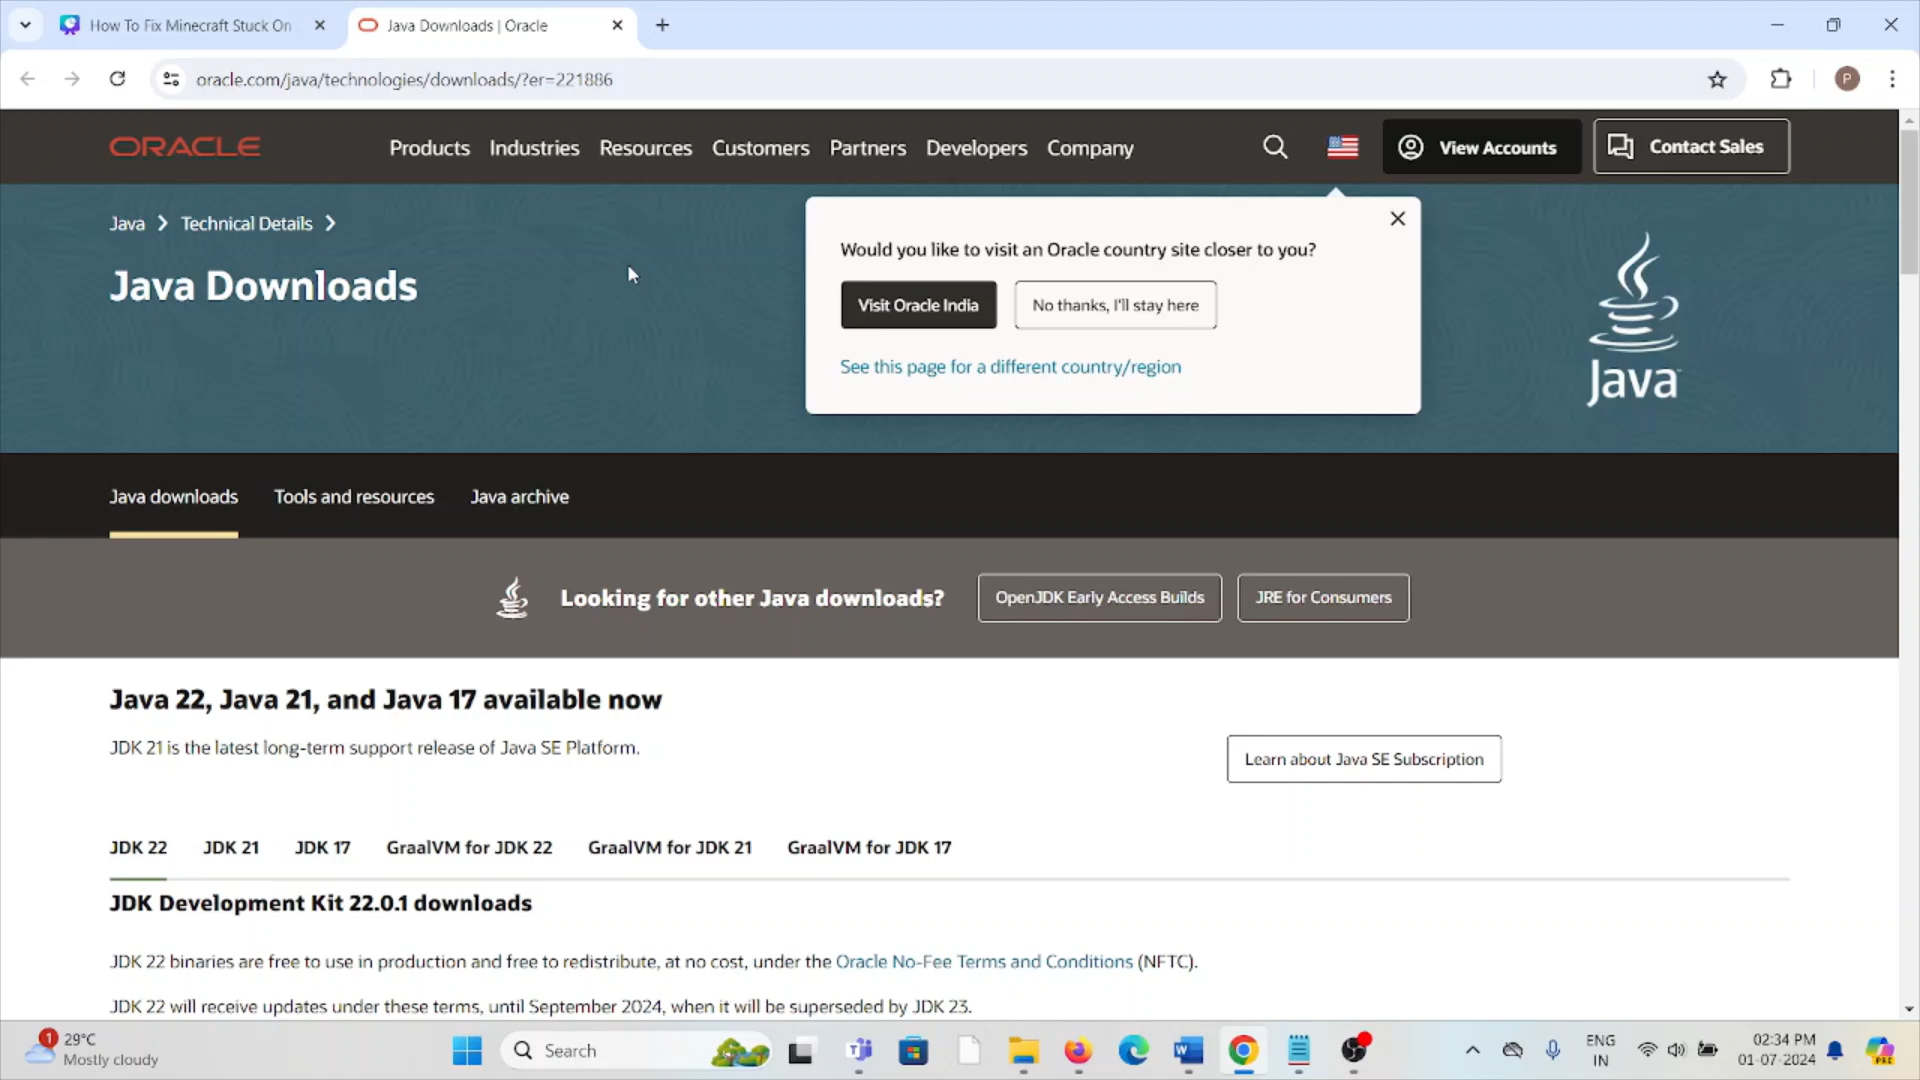 How To Fix Minecraft Stuck On
Java Downloads | Oracle
oracle.com/java/technologies/downloads/?er=221886
P
ORACLE
Products
Industries
Resources
Customers
Partners
Developers
Company
View Accounts
Contact Sales
Java
Technical Details
Would you like to visit an Oracle country site closer to you?
Java Downloads
Visit Oracle India
No thanks, I'll stay here
See this page for a different country/region
Java
Java downloads
Tools and resources
Java archive
Looking for other Java downloads?
OpenJDK Early Access Builds
JRE for Consumers
Java 22, Java 21, and Java 17 available now
JDK 21 is the latest long-term support release of Java SE Platform.
Learn about Java SE Subscription
JDK 22
JDK 21
JDK 17
GraalVM for JDK 22
GraalVM for JDK 21
GraalVM for JDK 17
JDK Development Kit 22.0.1 downloads
JDK 22 binaries are free to use in production and free to redistribute, at no cost, under the Oracle No-Fee Terms and Conditions (NFTC).
JDK 22 will receive updates under these terms, until September 2024, when it will be superseded by JDK 23.
1
29°C
Mostly cloudy
Search
ENG
IN
02:34 PM
01-07-2024
PRE